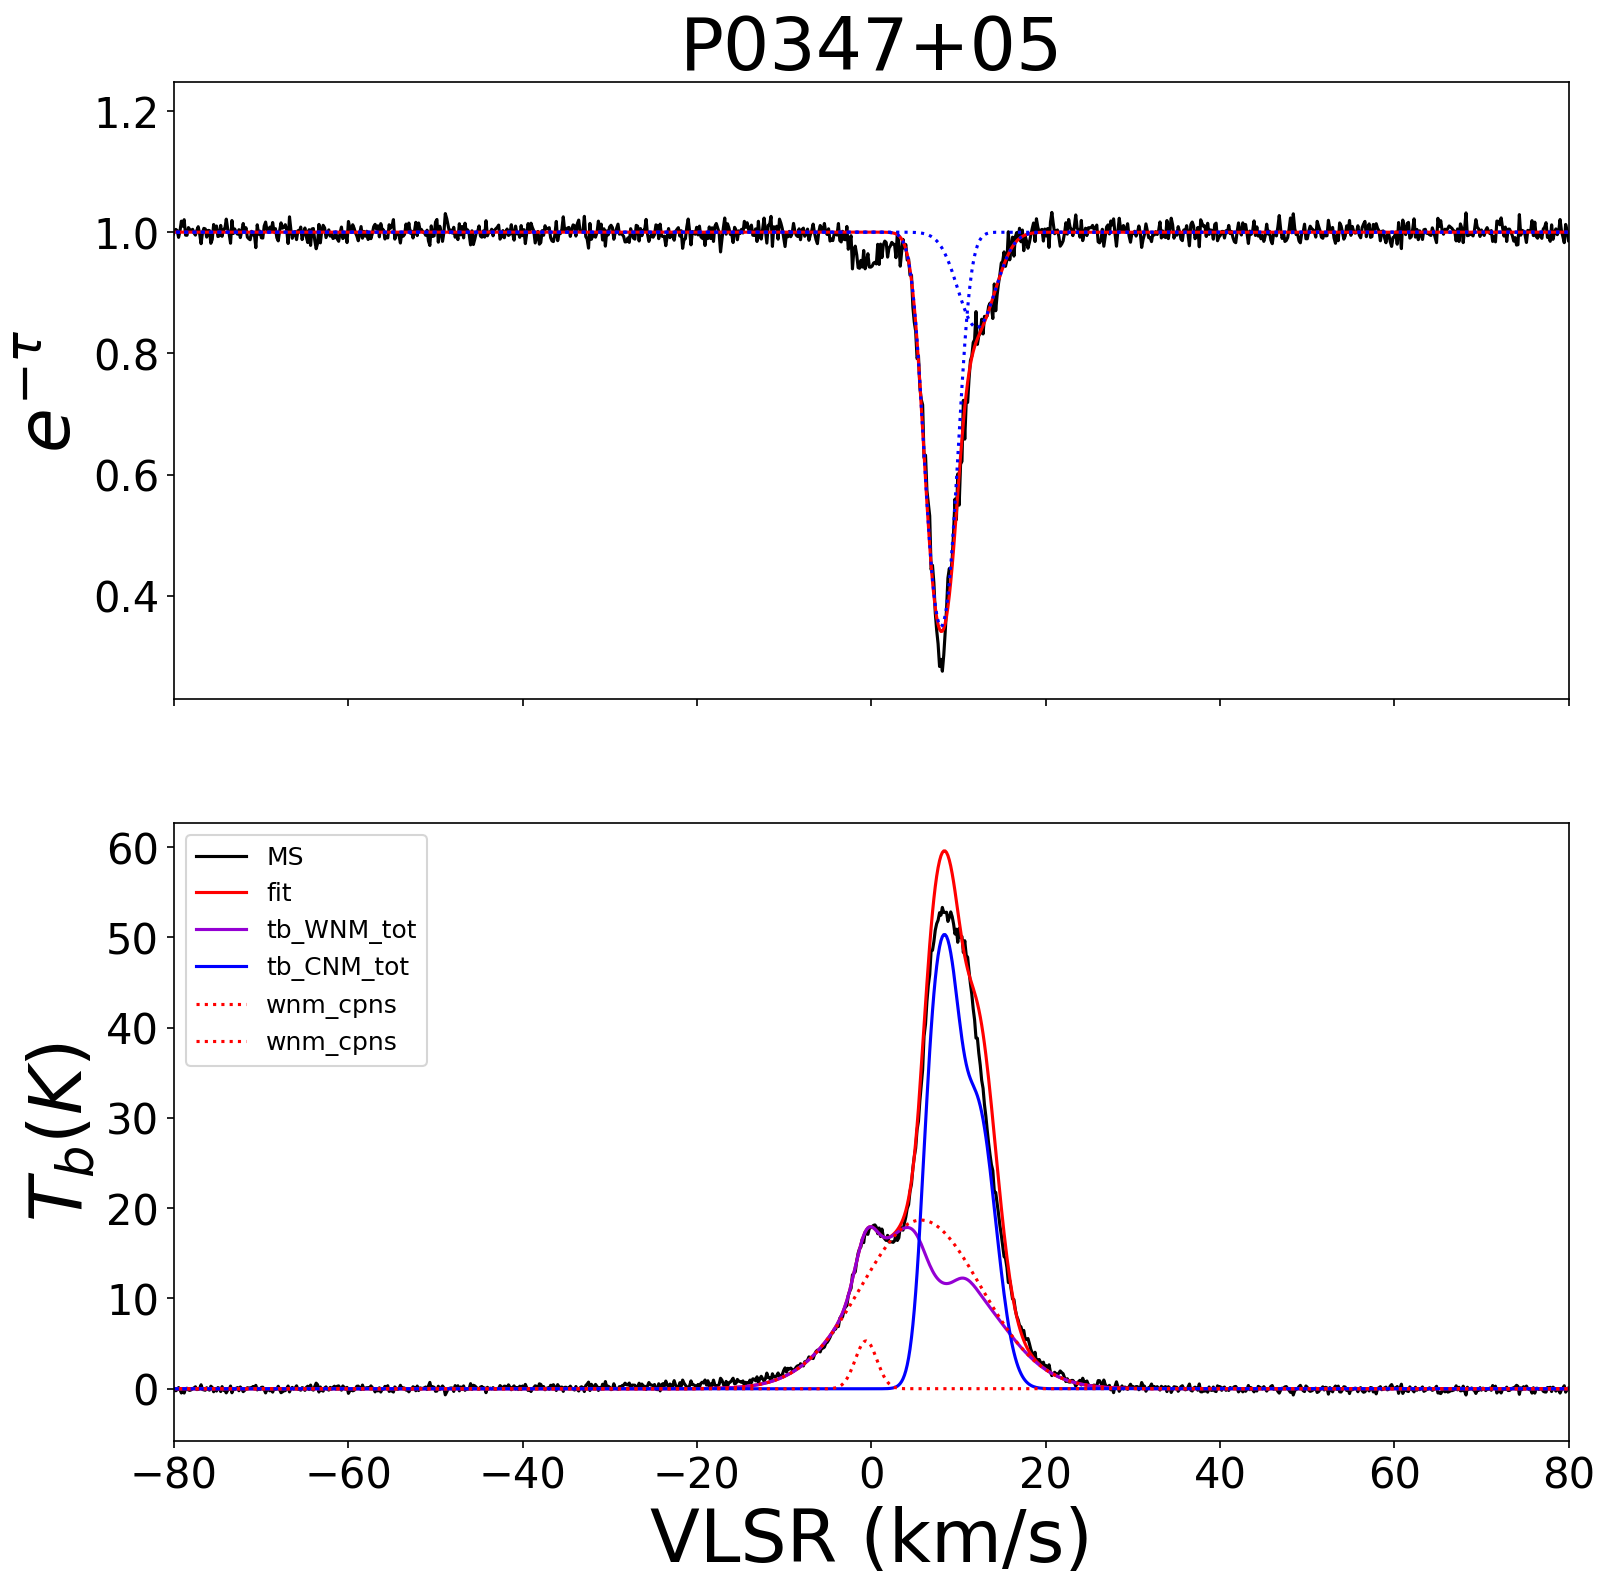 P0347+05
1.2
1.0
0.8
0.6
0.4
e^{−τ}
60
50
40
30
20
10
0
T_b(K)
MS
fit
tb_WNM_tot
tb_CNM_tot
wnm_cpns
wnm_cpns
−80 −60 −40 −20 0 20 40 60 80
VLSR (km/s)